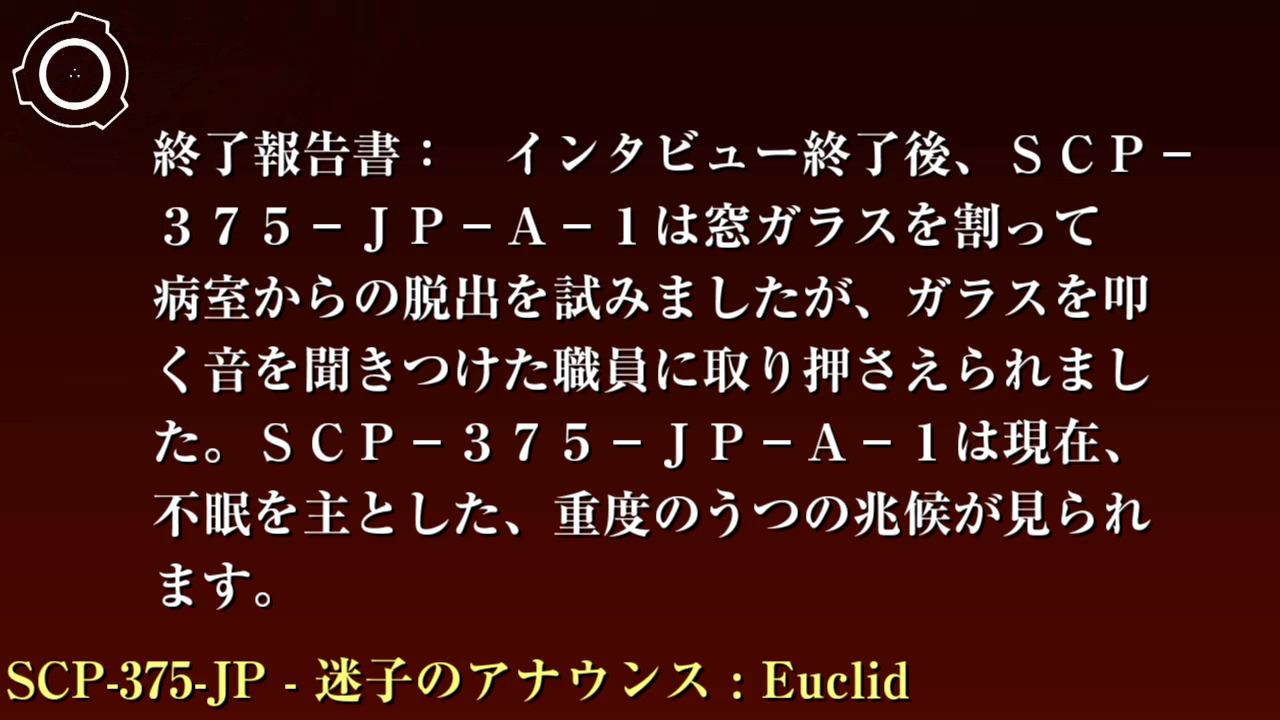 終了報告書：　インタビュー終了後、ＳＣＰ－
３７５－ＪＰ－Ａ－１は窓ガラスを割って
病室からの脱出を試みましたが、ガラスを叩
く音を聞きつけた職員に取り押さえられまし
た。ＳＣＰ－３７５－ＪＰ－Ａ－１は現在、
不眠を主とした、重度のうつの兆候が見られ
ます。
SCP-375-JP - 迷子のアナウンス : Euclid